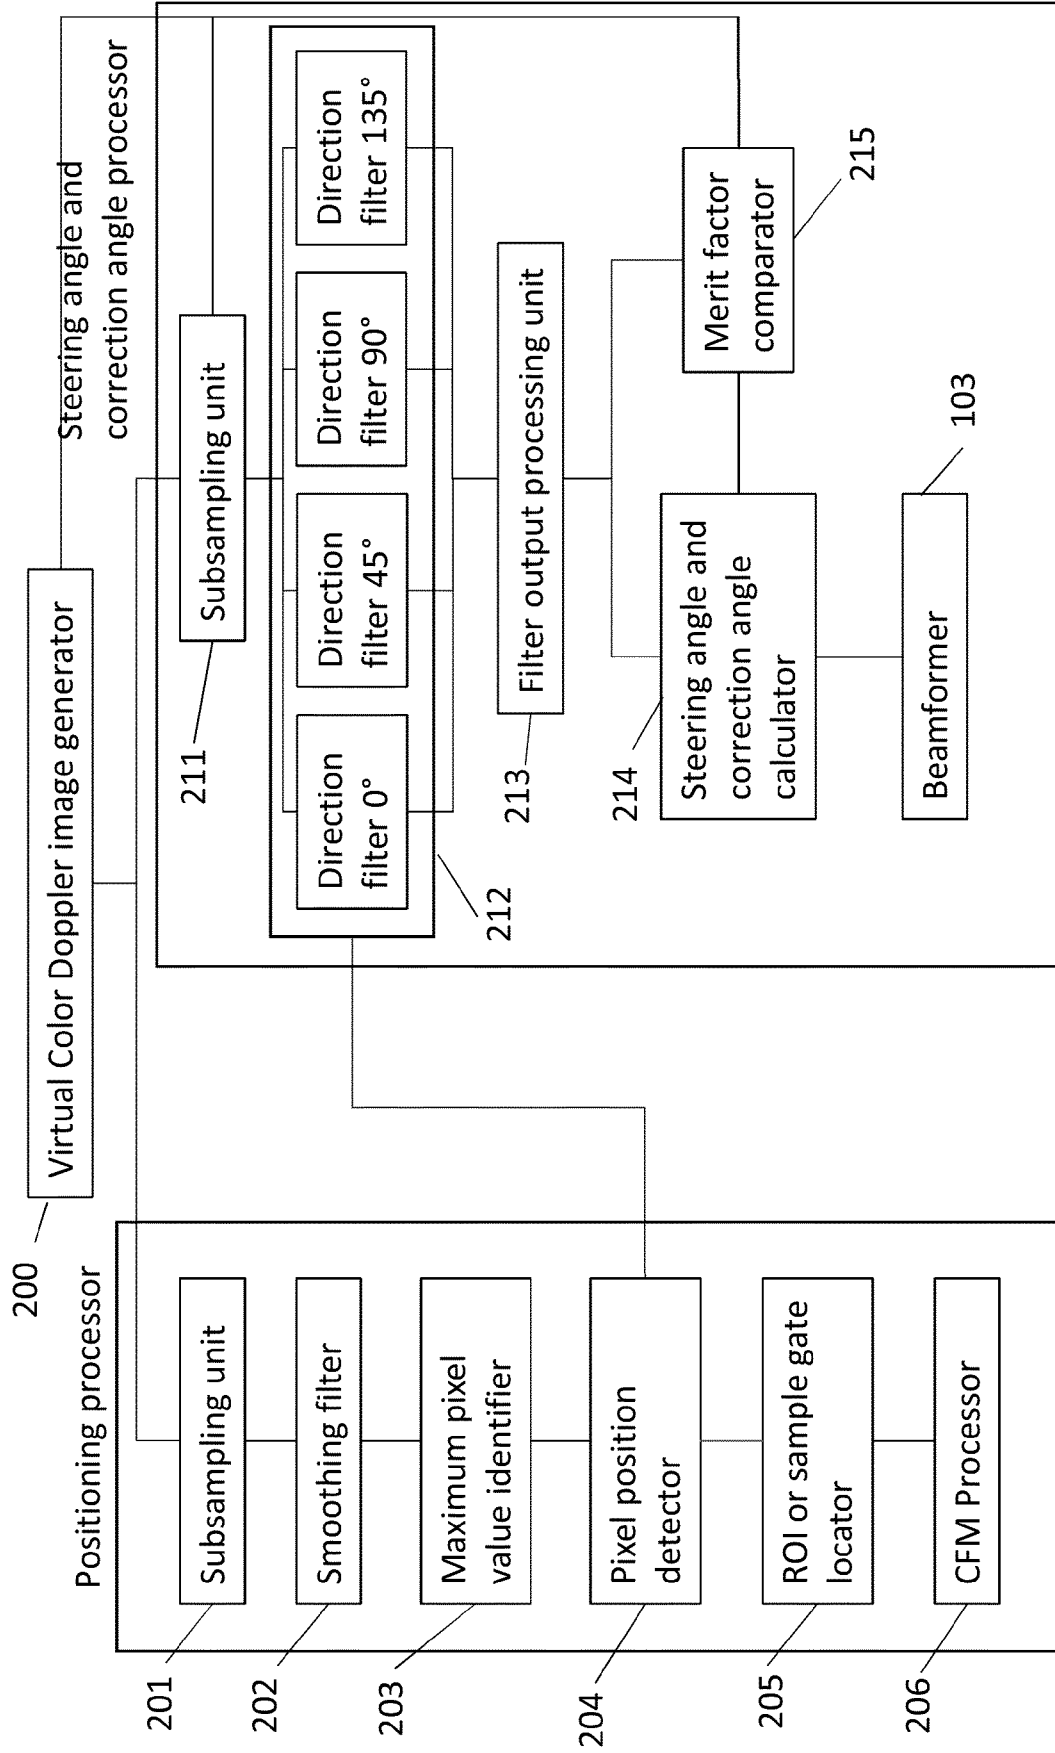 200
Virtual Color Doppler image generator
Positioning processor
201
Subsampling unit
202
Smoothing filter
203
Maximum pixel
value identifier
204
Pixel position
detector
205
ROI or sample gate
locator
206
CFM Processor
Steering angle and
correction angle processor
211
Subsampling unit
212
Direction
filter 0°
Direction
filter 45°
Direction
filter 90°
Direction
filter 135°
213
Filter output processing unit
214
Steering angle and
correction angle
calculator
Merit factor
comparator
215
Beamformer
103